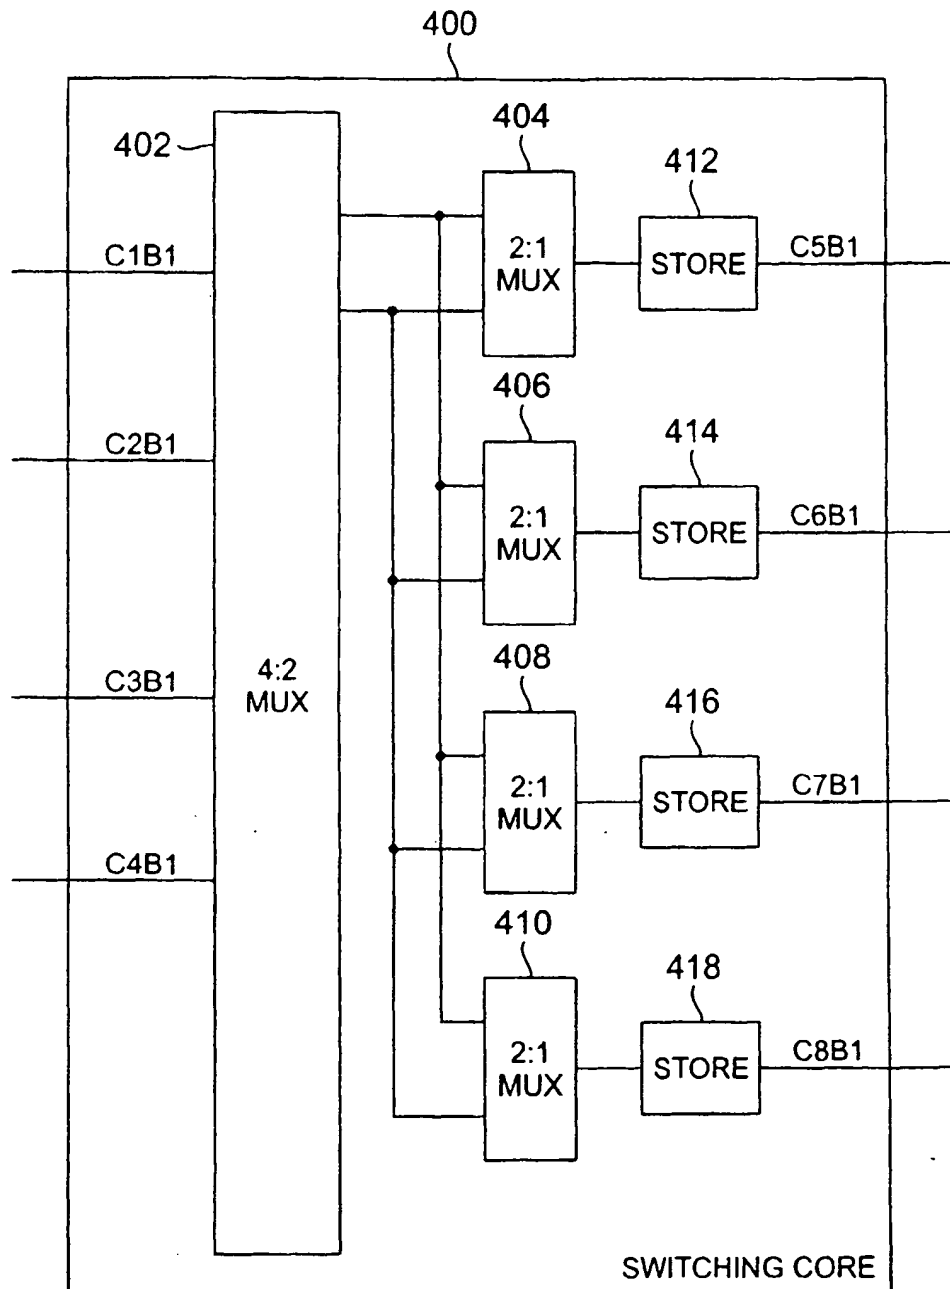 400
402
404
412
C1B1
2:1
MUX
STORE
C5B1
406
414
C2B1
2:1
MUX
STORE
C6B1
408
416
4:2
MUX
C3B1
2:1
MUX
STORE
C7B1
C4B1
410
418
2:1
MUX
STORE
C8B1
SWITCHING CORE